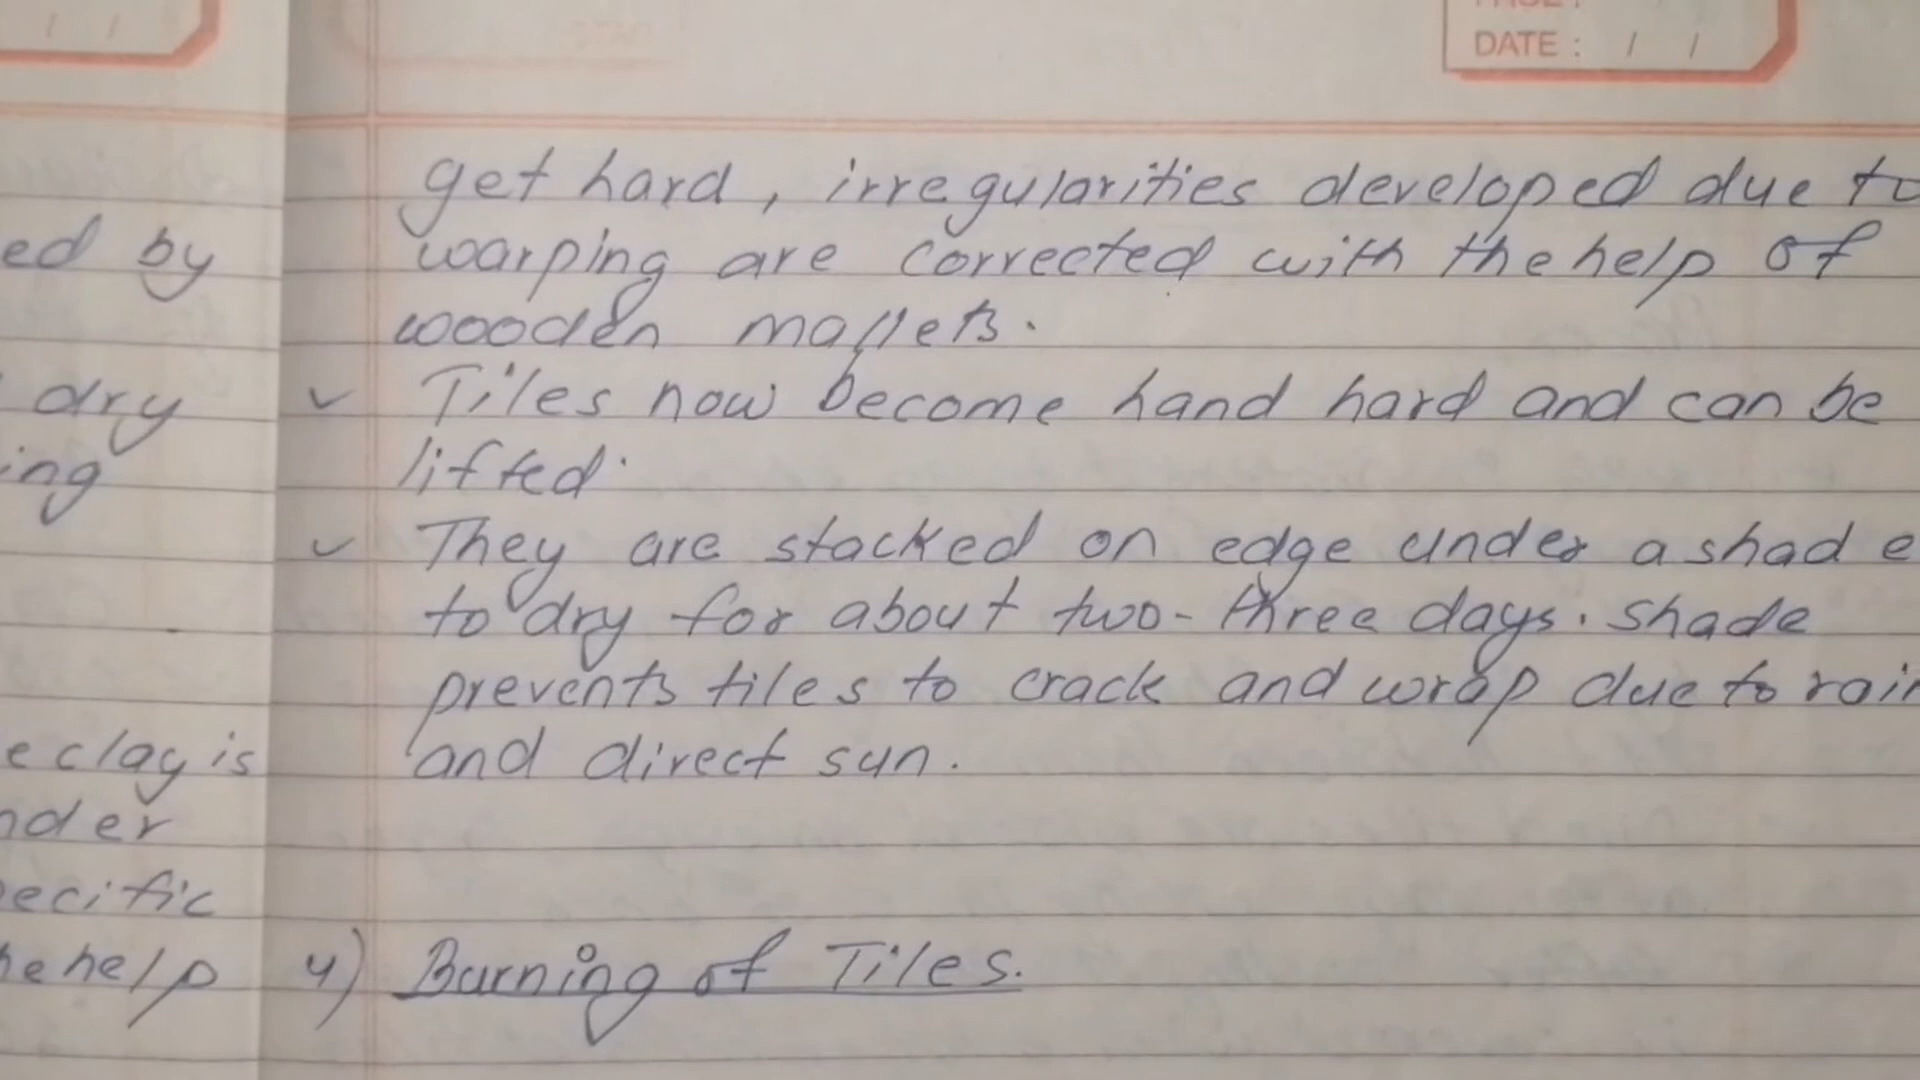 DATE : / /
get hard, irregularities developed due to
warping are corrected with the help of
wooden mallets.
Tiles now become hand hard and can be
lifted.
They are stacked on edge under a shade
to dry for about two-three days. shade
prevents tiles to crack and wrap due to rain
and direct sun.
4) Burning of Tiles.
ed by
dry
ing
e clay is
nder
pecific
he help